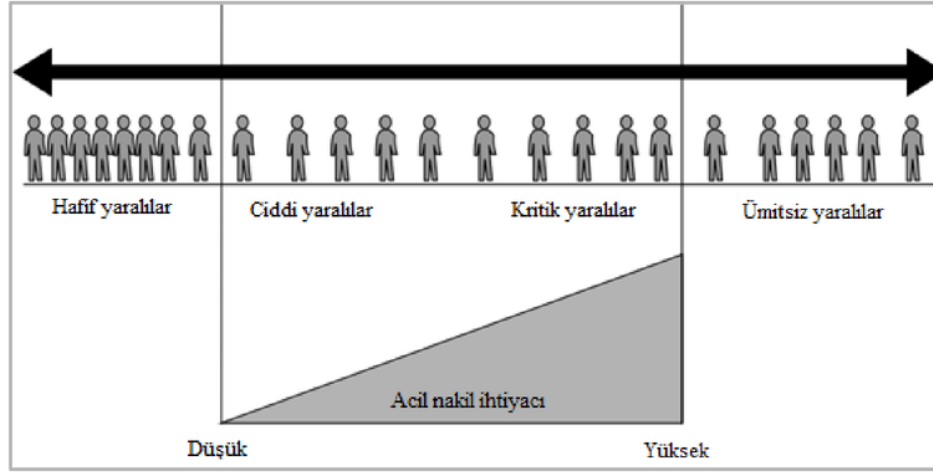 Hafif yaralılar
Ciddi yaralılar
Kritik yaralılar
Ümitsiz yaralılar
Acil nakil ihtiyacı
Düşük
Yüksek